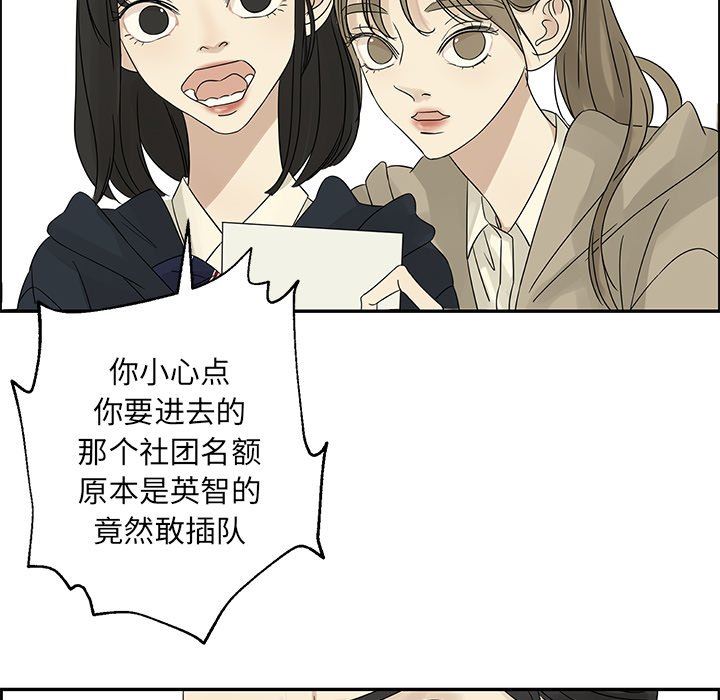 你小心点
你要进去的
那个社团名额
原本是英智的
竟然敢插队